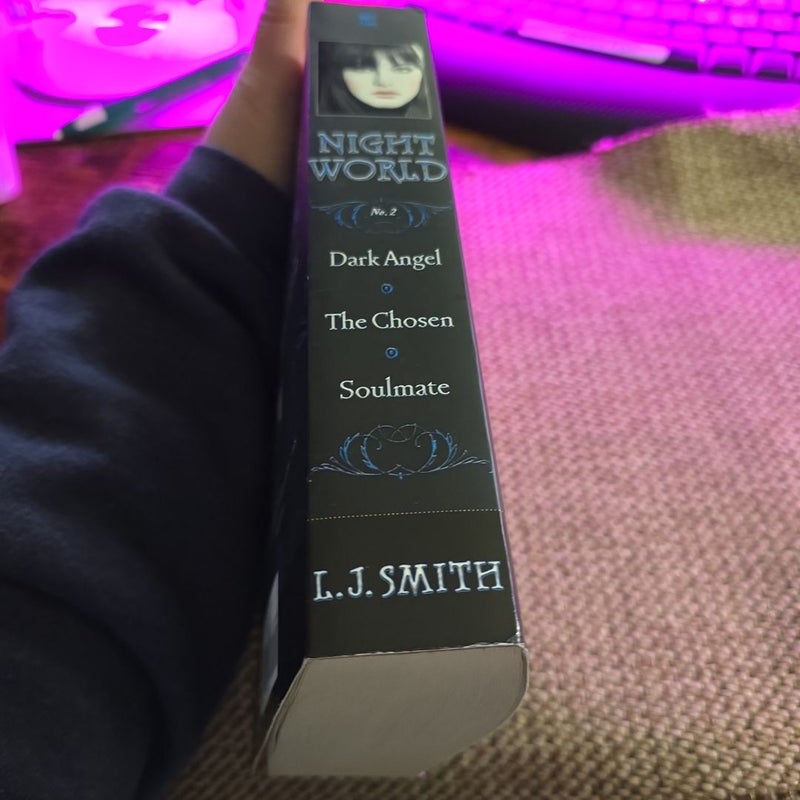 NIGHT
WORLD
No. 2
Dark Angel
The Chosen
Soulmate
L.J. SMITH